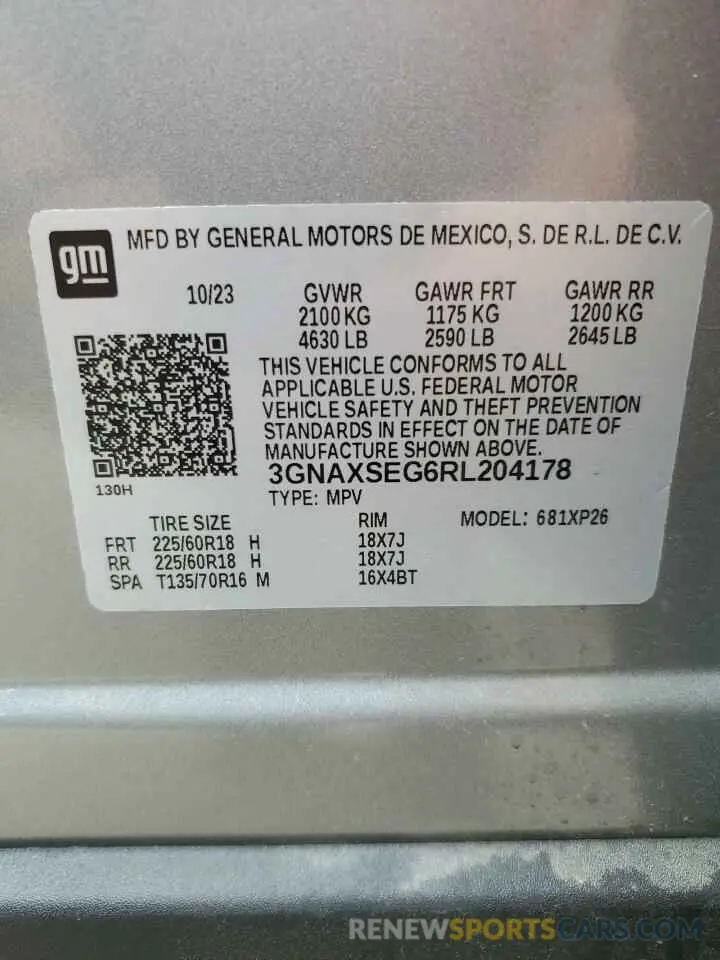 gm
MFD BY GENERAL MOTORS DE MEXICO, S. DE R.L. DE C.V.
10/23 GVWR GAWR FRT GAWR RR
2100 KG 1175 KG 1200 KG
4630 LB 2590 LB 2645 LB
THIS VEHICLE CONFORMS TO ALL
APPLICABLE U.S. FEDERAL MOTOR
VEHICLE SAFETY AND THEFT PREVENTION
STANDARDS IN EFFECT ON THE DATE OF
MANUFACTURE SHOWN ABOVE.
3GNAXSEG6RL204178
130H
TYPE: MPV
TIRE SIZE RIM MODEL: 681XP26
FRT 225/60R18 H 18X7J
RR 225/60R18 H 18X7J
SPA T135/70R16 M 16X4BT
RENEWSPORTSCARS.COM